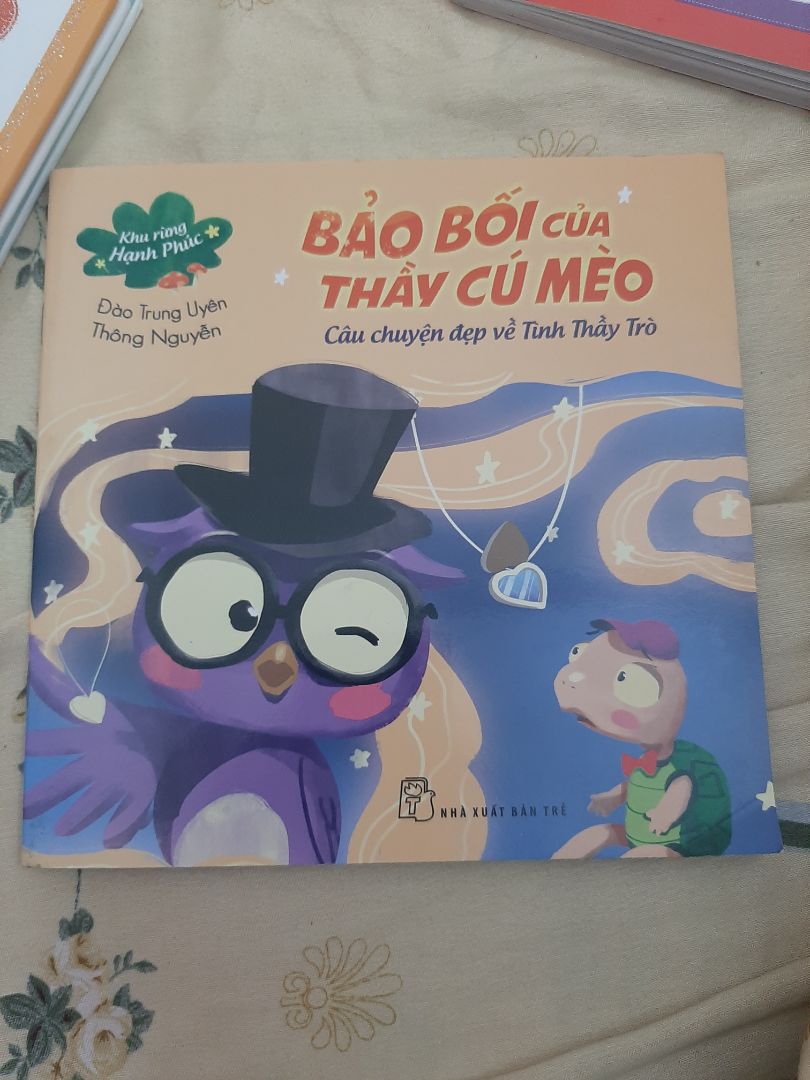 Khu rừng
Hạnh Phúc
Đào Trung Uyên
Thông Nguyễn
BẢO BỐI CỦA
THẦY CÚ MÈO
Câu chuyện đẹp về Tình Thầy Trò
T
NHÀ XUẤT BẢN TRẺ